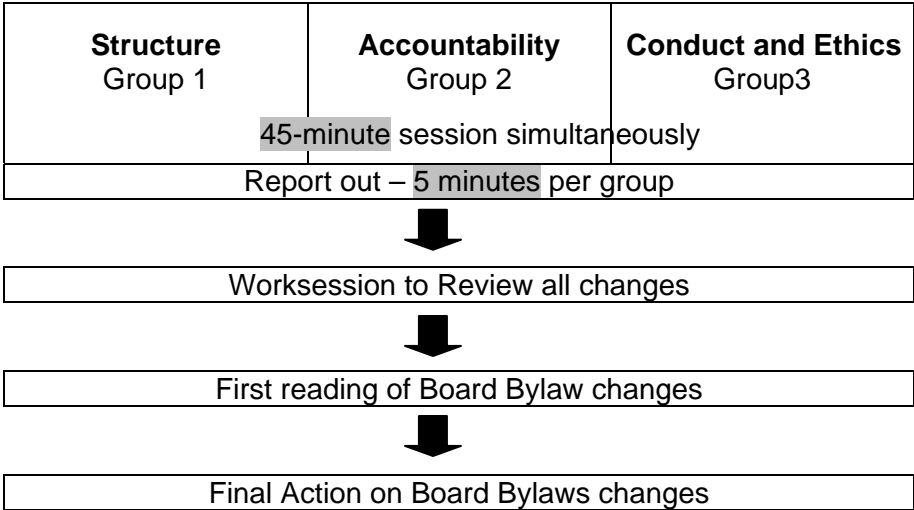 Structure
Group 1
Accountability
Group 2
Conduct and Ethics
Group3
45-minute session simultaneously
Report out – 5 minutes per group
Worksession to Review all changes
First reading of Board Bylaw changes
Final Action on Board Bylaws changes